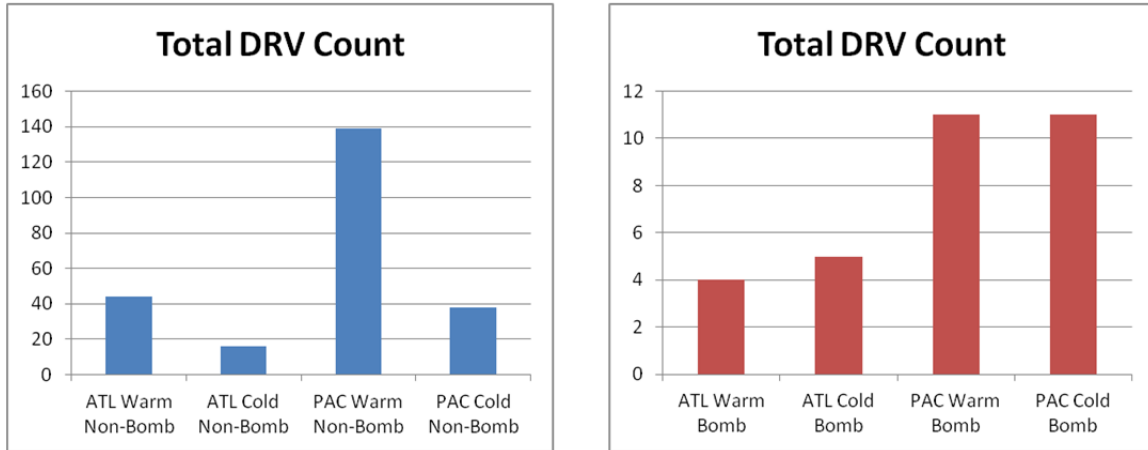 Total DRV Count
160
140
120
100
80
60
40
20
0
ATL Warm ATL Cold PAC Warm PAC Cold
Non-Bomb Non-Bomb Non-Bomb Non-Bomb
Total DRV Count
12
10
8
6
4
2
0
ATL Warm ATL Cold PAC Warm PAC Cold
Bomb Bomb Bomb Bomb